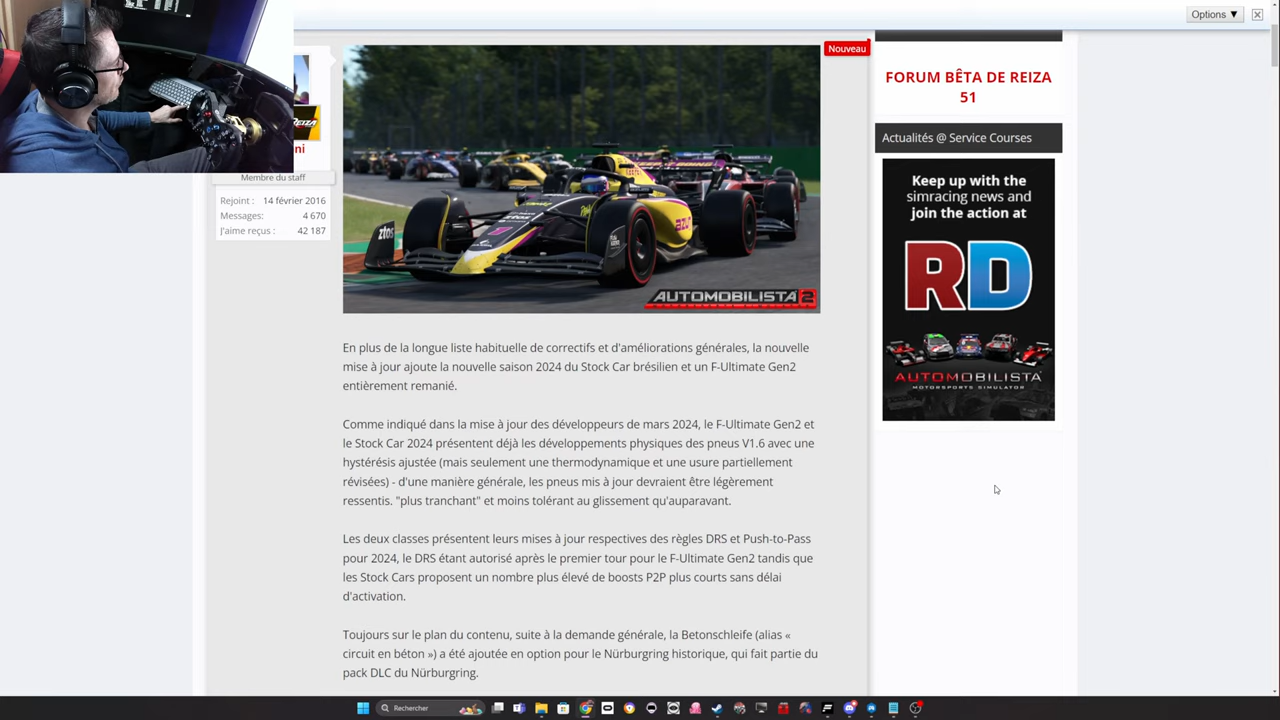 Options ▼
Nouveau
ni
Membre du staff
Rejoint : 14 février 2016
Messages: 4 670
J'aime reçus : 42 187
ztos
AUTOMOBILISTA 2
En plus de la longue liste habituelle de correctifs et d'améliorations générales, la nouvelle
mise à jour ajoute la nouvelle saison 2024 du Stock Car brésilien et un F-Ultimate Gen2
entièrement remanié.
Comme indiqué dans la mise à jour des développeurs de mars 2024, le F-Ultimate Gen2 et
le Stock Car 2024 présentent déjà les développements physiques des pneus V1.6 avec une
hystérésis ajustée (mais seulement une thermodynamique et une usure partiellement
révisées) - d'une manière générale, les pneus mis à jour devraient être légèrement
ressentis. "plus tranchant" et moins tolérant au glissement qu'auparavant.
Les deux classes présentent leurs mises à jour respectives des règles DRS et Push-to-Pass
pour 2024, le DRS étant autorisé après le premier tour pour le F-Ultimate Gen2 tandis que
les Stock Cars proposent un nombre plus élevé de boosts P2P plus courts sans délai
d'activation.
Toujours sur le plan du contenu, suite à la demande générale, la Betonschleife (alias «
circuit en béton ») a été ajoutée en option pour le Nürburgring historique, qui fait partie du
pack DLC du Nürburgring.
FORUM BÊTA DE REIZA
51
Actualités @ Service Courses
Keep up with the
simracing news and
join the action at
RD
AUTOMOBILISTA
MOTORSPORTS SIMULATOR
Rechercher